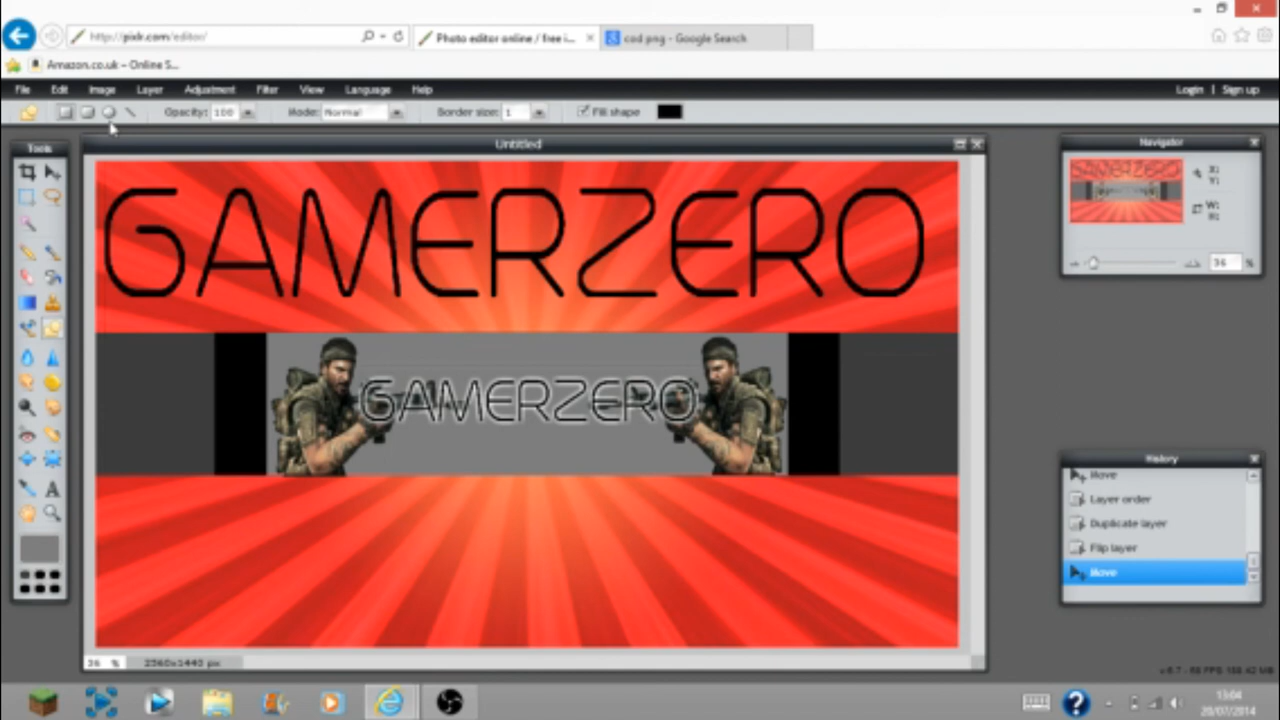 http://pixlr.com/editor/
Photo editor online / free i...
cod png - Google Search
Amazon.co.uk – Online S...
File Edit Image Layer Adjustment Filter View Language Help
Login | Sign up
Opacity: 100 Mode: Normal Border size: 1 Fill shape
Tools
Untitled
Navigator
GAMERZERO
X:
Y:
W:
H:
36 %
GAMERZERO
History
Move
Layer order
Duplicate layer
Flip layer
Move
36 % 2560x1440 px
13:04
20/07/2014